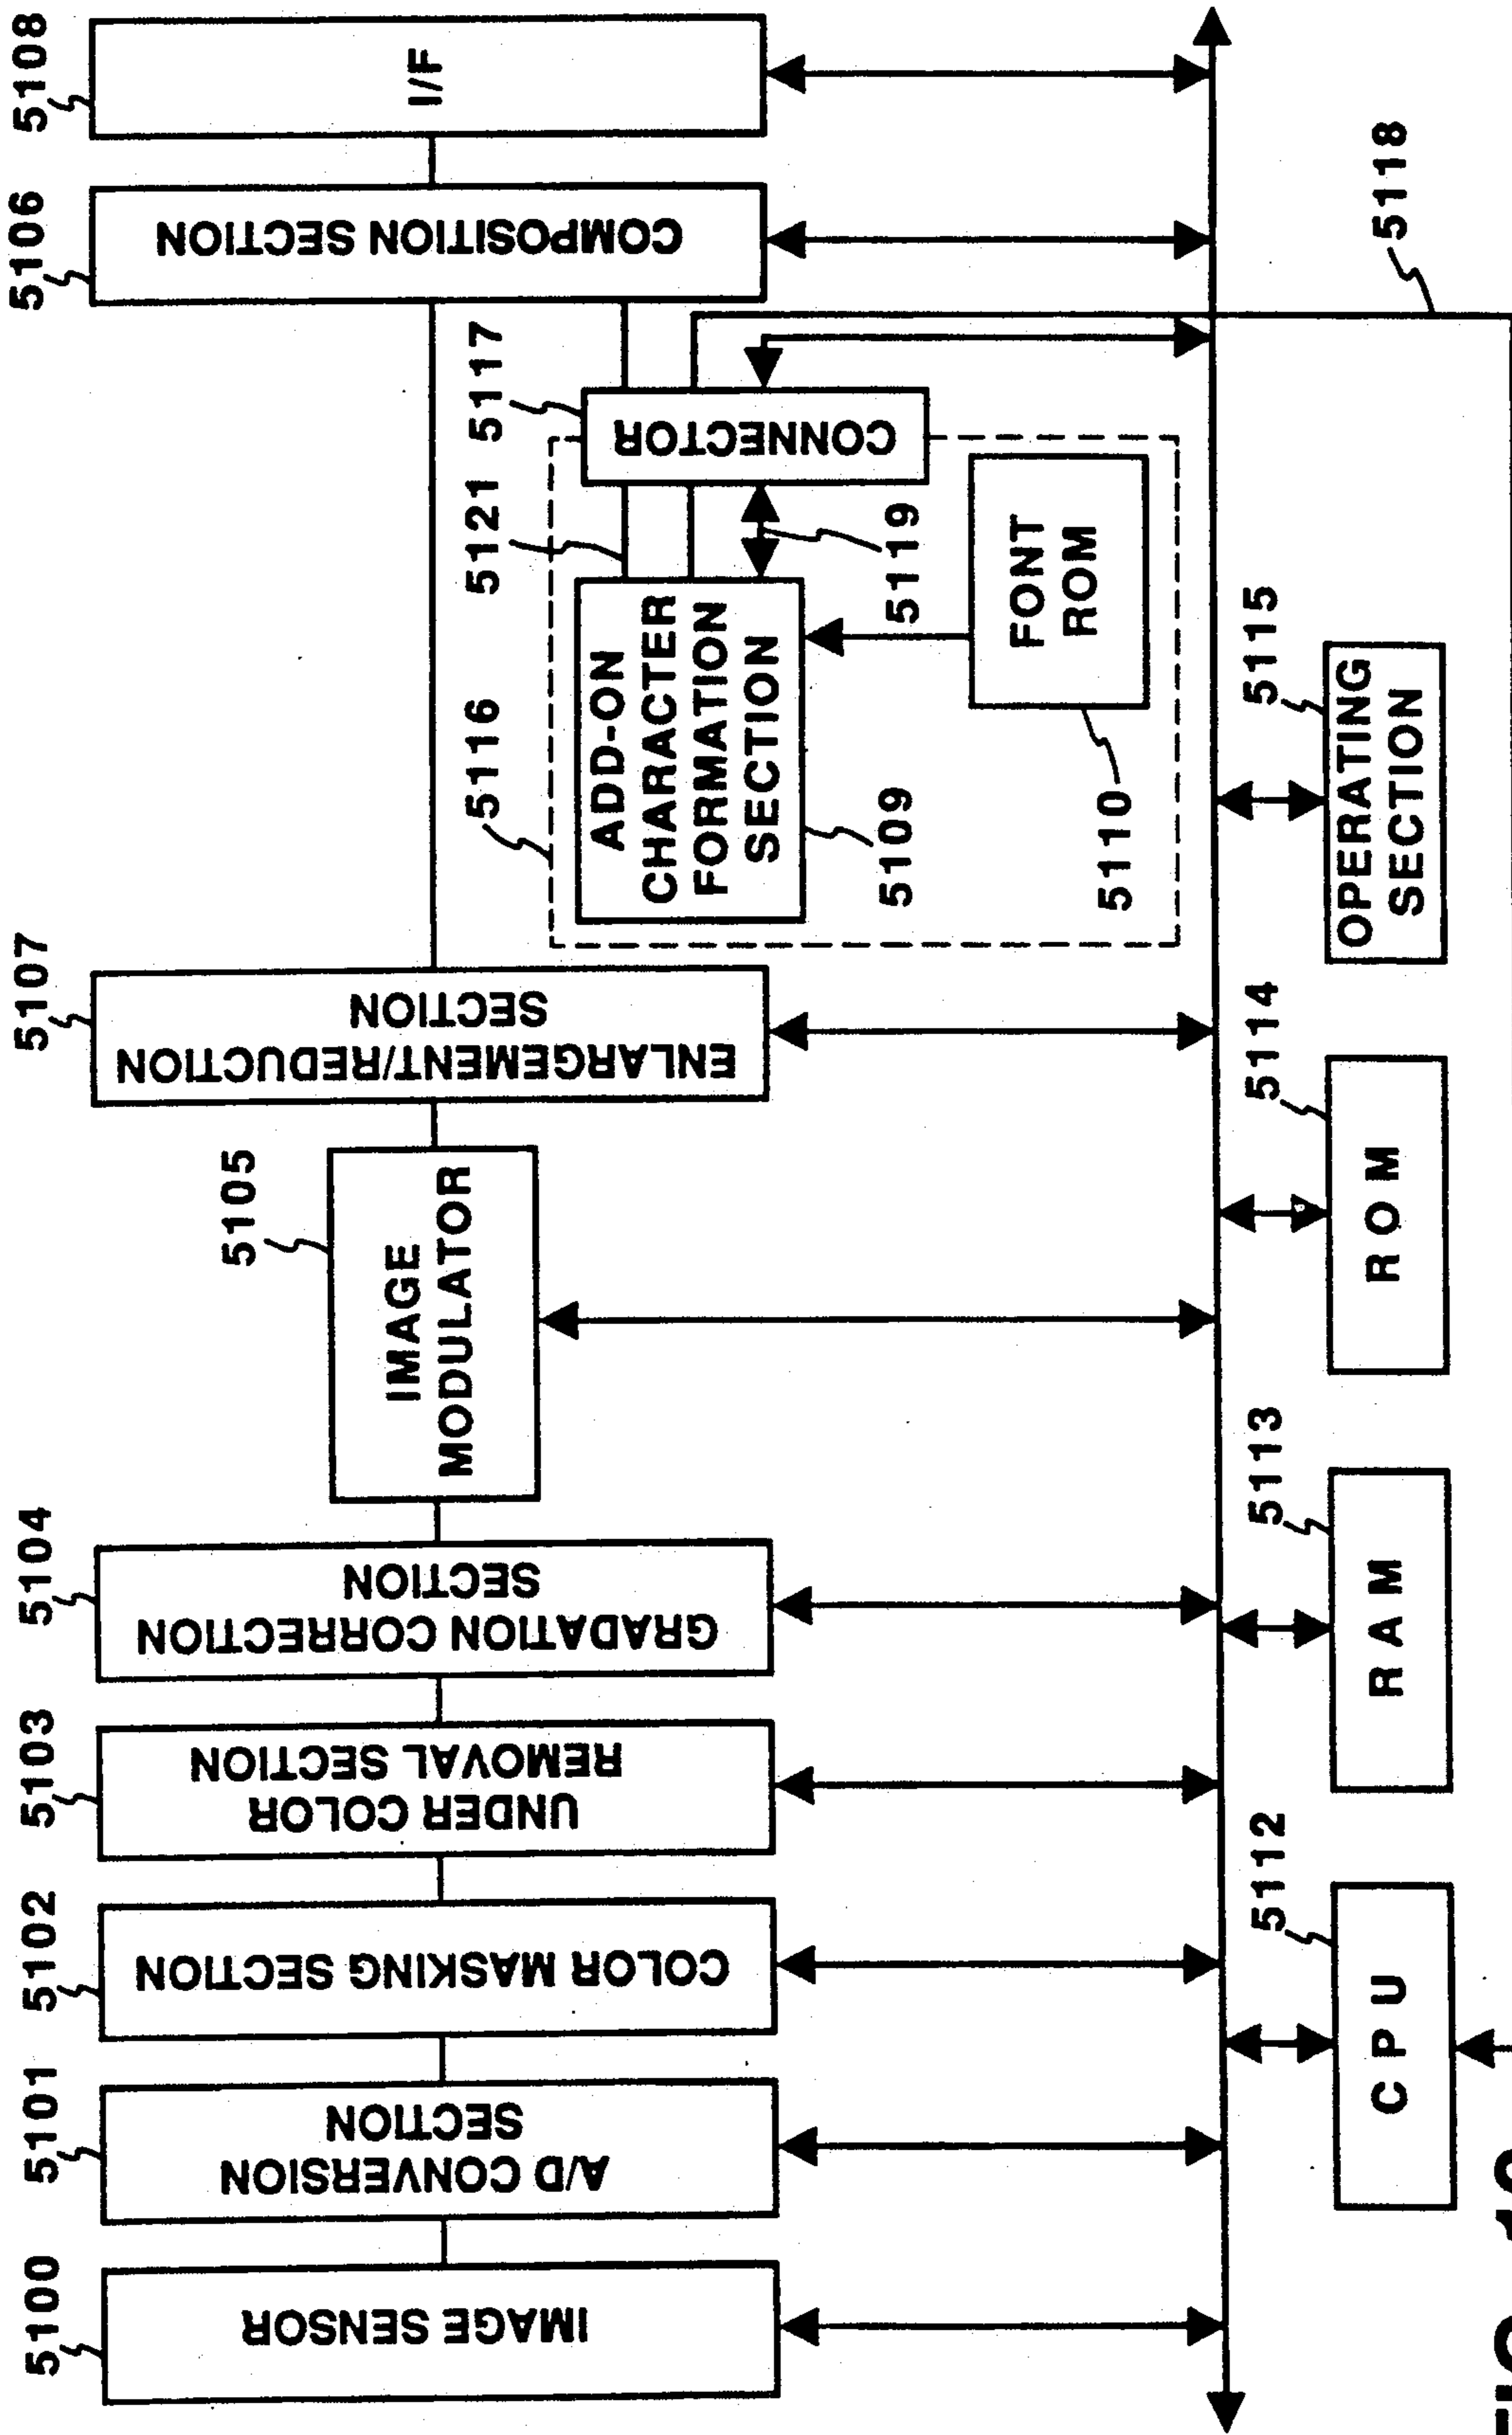 5100
5101
5102
5103
5104
5105
5107
5106
5108
IMAGE SENSOR
A/D CONVERSION
SECTION
COLOR MASKING SECTION
UNDER COLOR
REMOVAL SECTION
GRADATION CORRECTION
SECTION
IMAGE
MODULATOR
ENLARGEMENT/REDUCTION
SECTION
COMPOSITION SECTION
I/F
5116
5121
5117
ADD-ON
CHARACTER
FORMATION
SECTION
CONNECTOR
5109
5119
FONT
ROM
5110
5118
5112
5113
5114
5115
CPU
RAM
ROM
OPERATING
SECTION